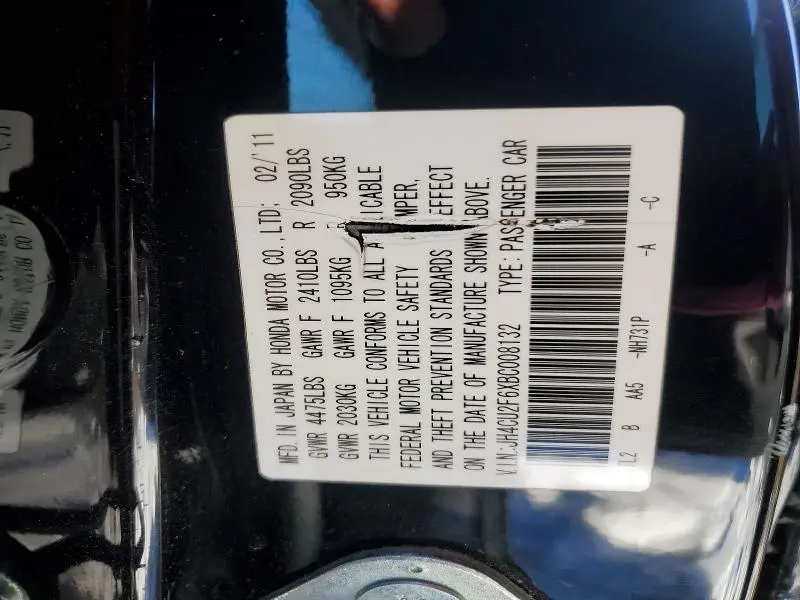 MFD. IN JAPAN BY HONDA MOTOR CO., LTD; 02/'11
GVWR 4475LBS GAWR F 2410LBS R 2090LBS
GVWR 2030KG GAWR F 1095KG R 950KG
THIS VEHICLE CONFORMS TO ALL A LICABLE
FEDERAL MOTOR VEHICLE SAFETY MPER,
AND THEFT PREVENTION STANDARDS EFFECT
ON THE DATE OF MANUFACTURE SHOWN ABOVE.
V.I.N:JH4CU2F6XBC008132 TYPE: PASSENGER CAR
L2 B AA5 -NH731P -A -C